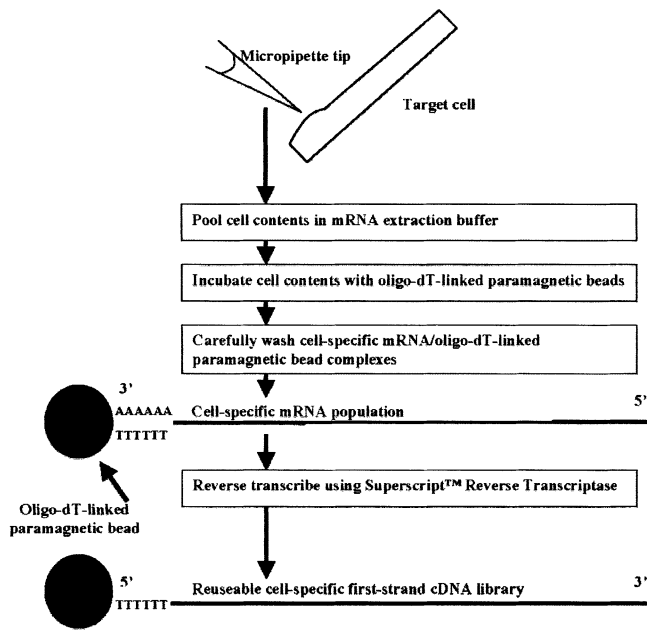 Micropipette tip
Target cell
Pool cell contents in mRNA extraction buffer
Incubate cell contents with oligo-dT-linked paramagnetic beads
Carefully wash cell-specific mRNA/oligo-dT-linked
paramagnetic bead complexes
3’ 5’
AAAAAA Cell-specific mRNA population
TTTTTT
Reverse transcribe using Superscript™ Reverse Transcriptase
Oligo-dT-linked
paramagnetic bead
5’ Reuseable cell-specific first-strand cDNA library 3’
TTTTTT